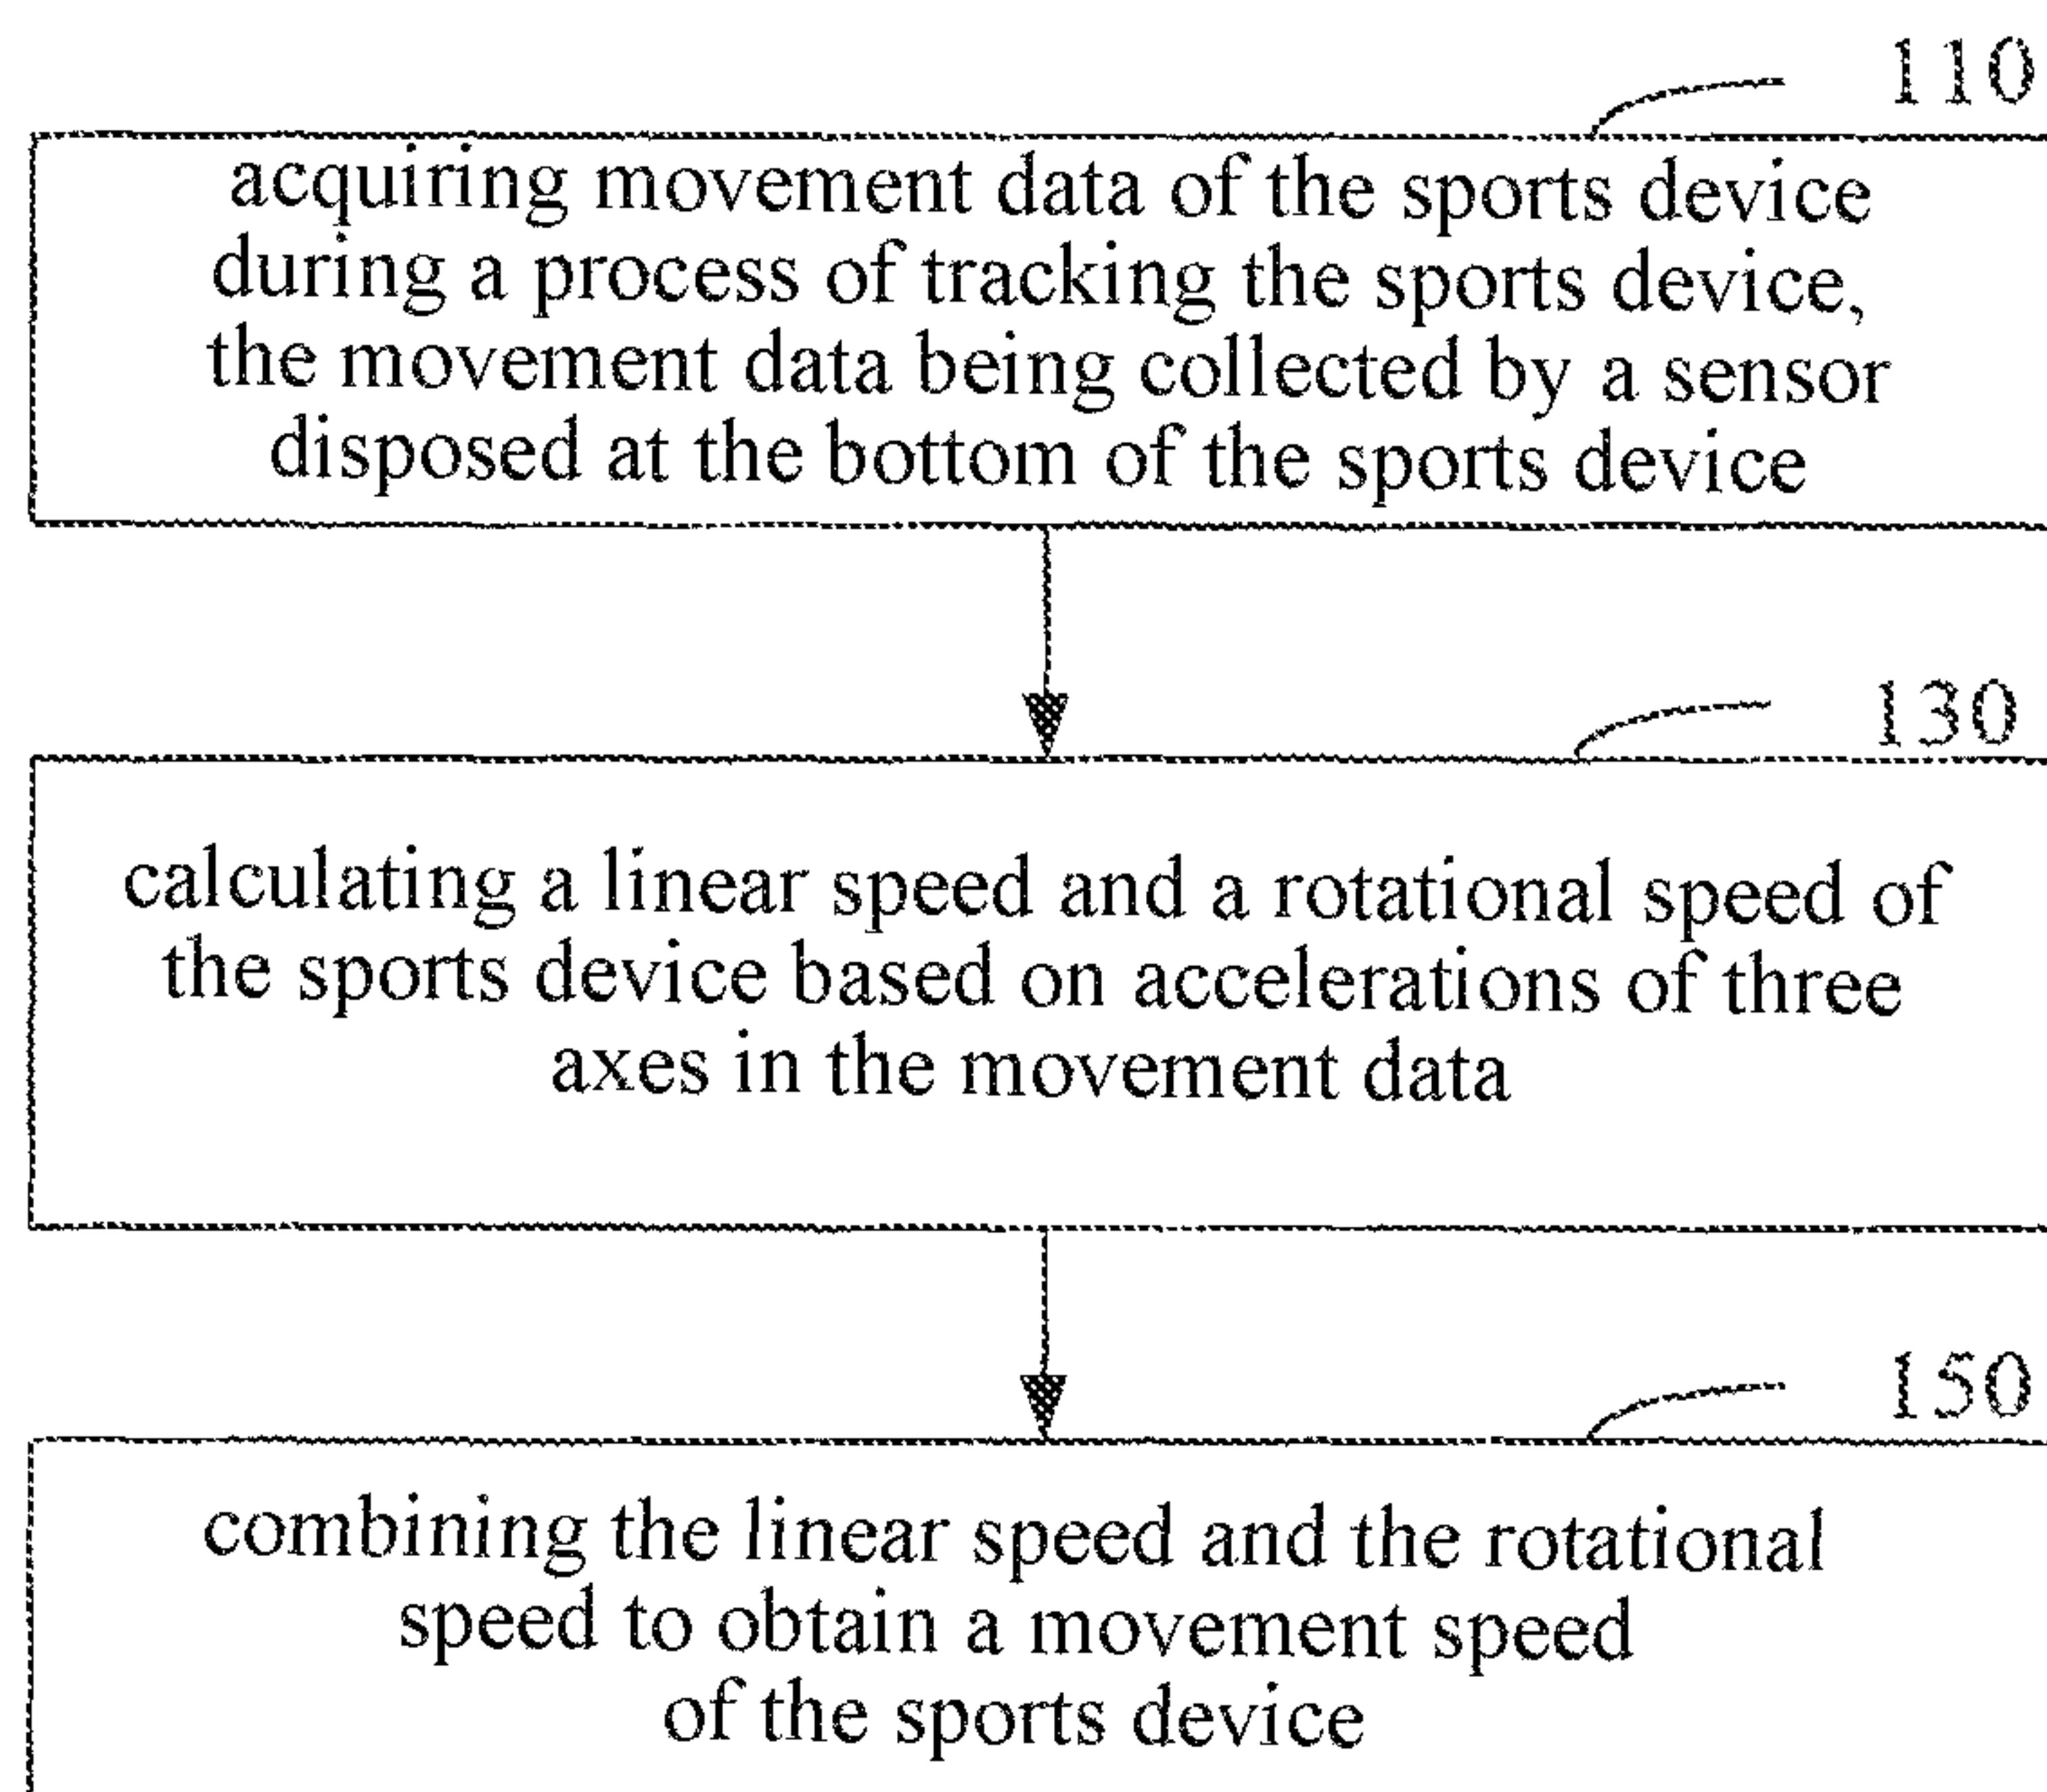 110
acquiring movement data of the sports device
during a process of tracking the sports device,
the movement data being collected by a sensor
disposed at the bottom of the sports device
130
calculating a linear speed and a rotational speed of
the sports device based on accelerations of three
axes in the movement data
150
combining the linear speed and the rotational
speed to obtain a movement speed
of the sports device